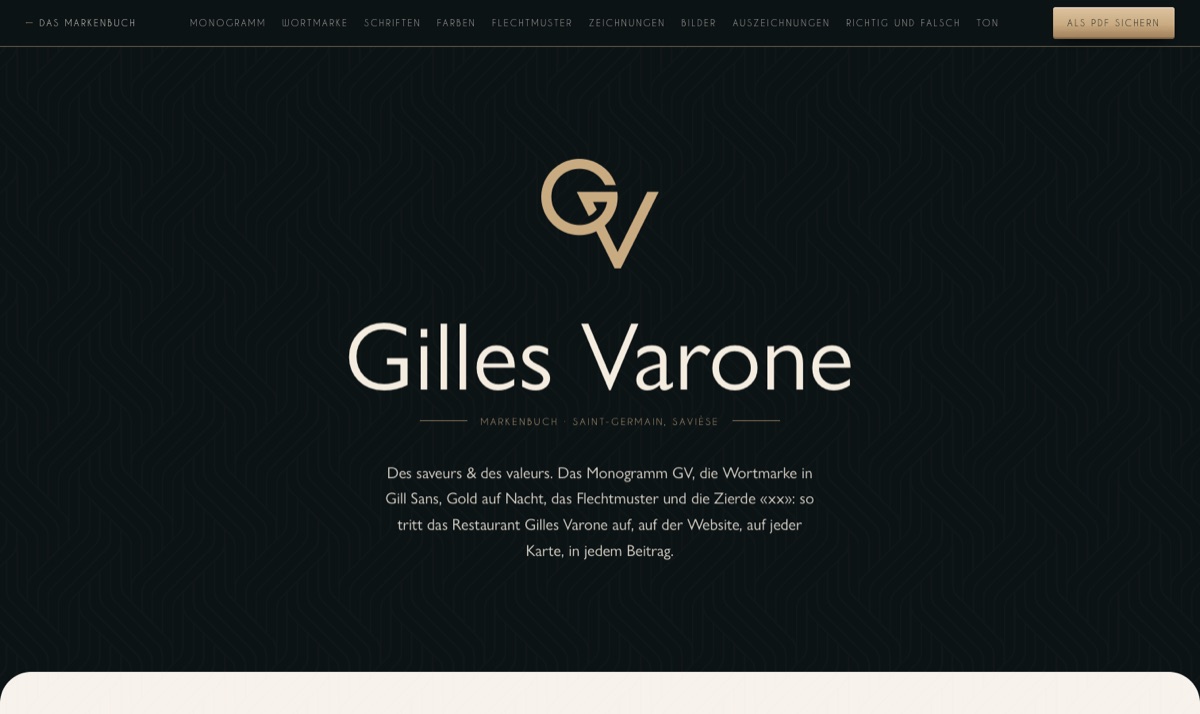 ← DAS MARKENBUCH
MONOGRAMM WORTMARKE SCHRIFTEN FARBEN FLECHTMUSTER ZEICHNUNGEN BILDER AUSZEICHNUNGEN RICHTIG UND FALSCH TON
ALS PDF SICHERN
GV
Gilles Varone
MARKENBUCH · SAINT-GERMAIN, SAVIÈSE
Des saveurs & des valeurs. Das Monogramm GV, die Wortmarke in
Gill Sans, Gold auf Nacht, das Flechtmuster und die Zierde «xx»: so
tritt das Restaurant Gilles Varone auf, auf der Website, auf jeder
Karte, in jedem Beitrag.